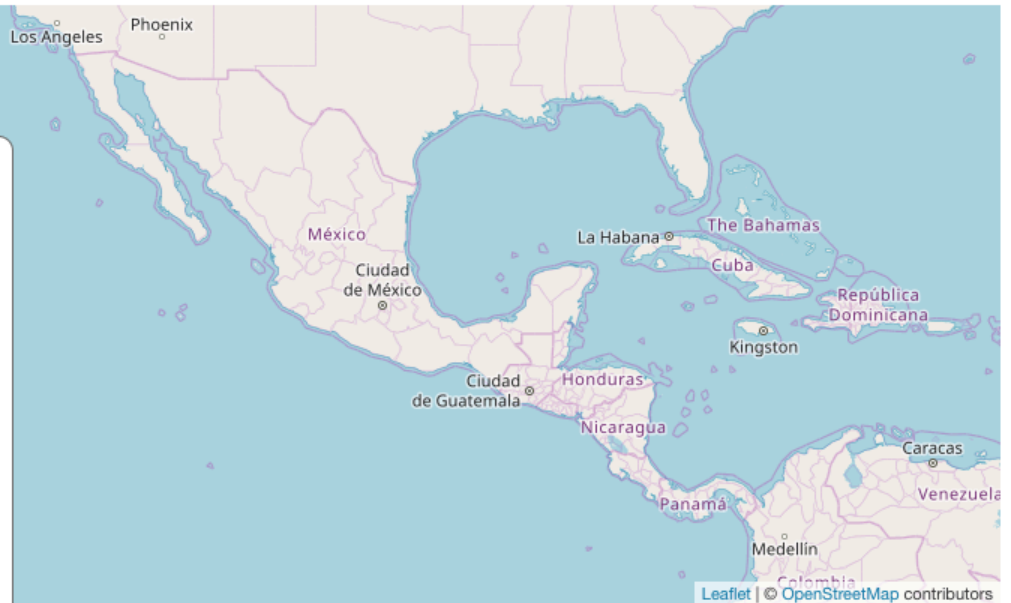 Phoenix
Los Angeles
The Bahamas
México
La Habana
Cuba
Ciudad
de México
República
Dominicana
Kingston
Ciudad
de Guatemala
Honduras
Nicaragua
Caracas
Venezuela
Panamá
Medellín
Colombia
Leaflet | © OpenStreetMap contributors